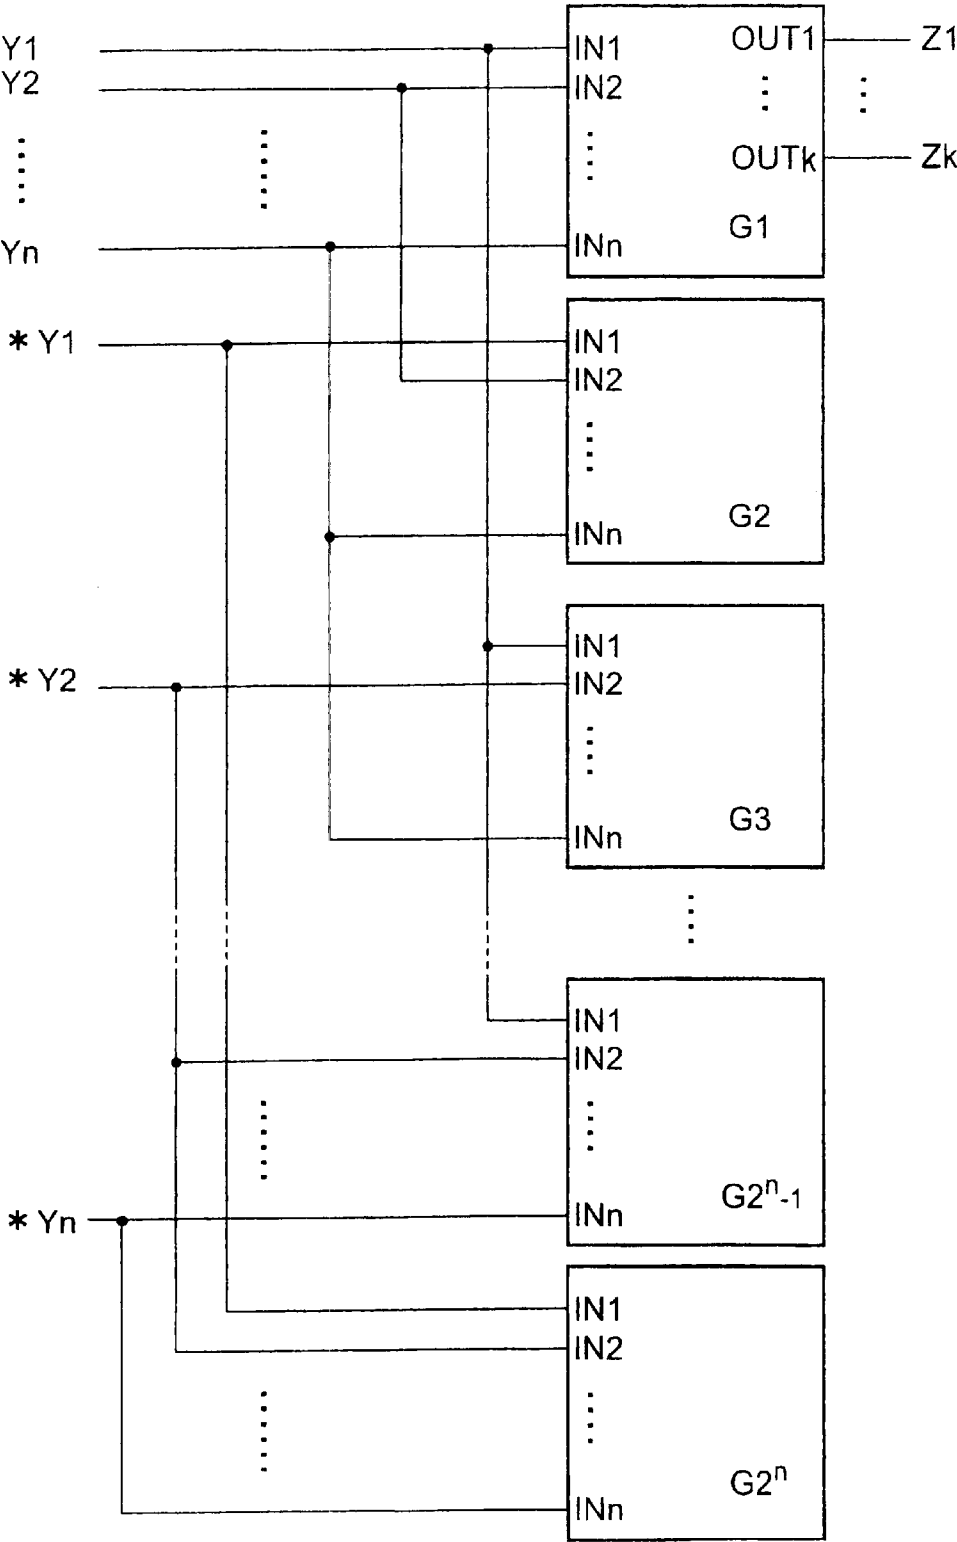 Y1
Y2
Yn
* Y1
* Y2
* Yn
IN1
IN2
INn
OUT1
OUTk
G1
Z1
Zk
IN1
IN2
INn
G2
IN1
IN2
INn
G3
IN1
IN2
INn
G2ⁿ-1
IN1
IN2
INn
G2ⁿ